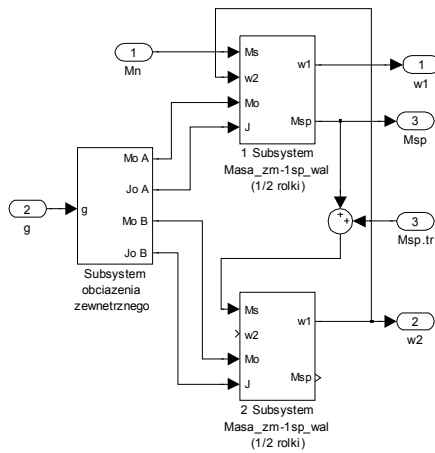 1
Mn
Ms
w2
Mo
J
w1
Msp
1
w1
3
Msp
1 Subsystem
Masa_zm-1sp_wal
(1/2 rolki)
2
g
g
Mo A
Jo A
Mo B
Jo B
Subsystem
obciazenia
zewnetrznego
+
+
3
Msp.tr
Ms
w2
Mo
J
w1
Msp
2
w2
2 Subsystem
Masa_zm-1sp_wal
(1/2 rolki)